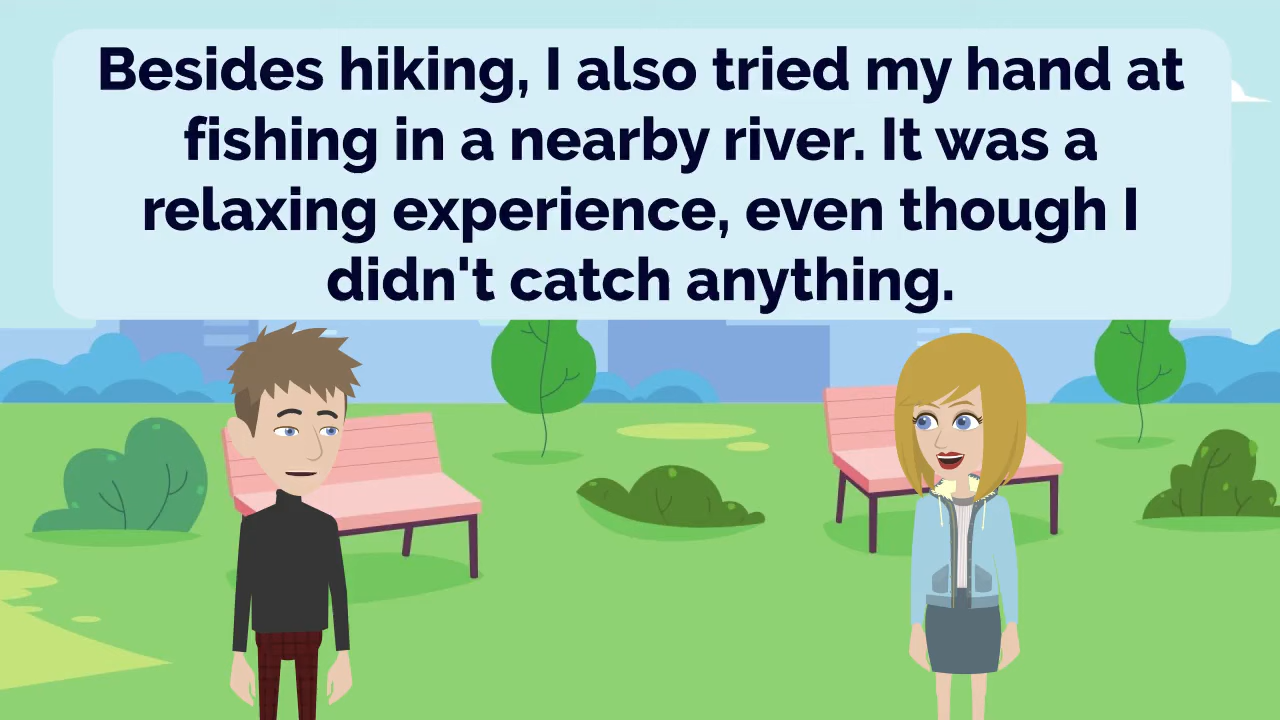 Besides hiking, I also tried my hand at
fishing in a nearby river. It was a
relaxing experience, even though I
didn't catch anything.